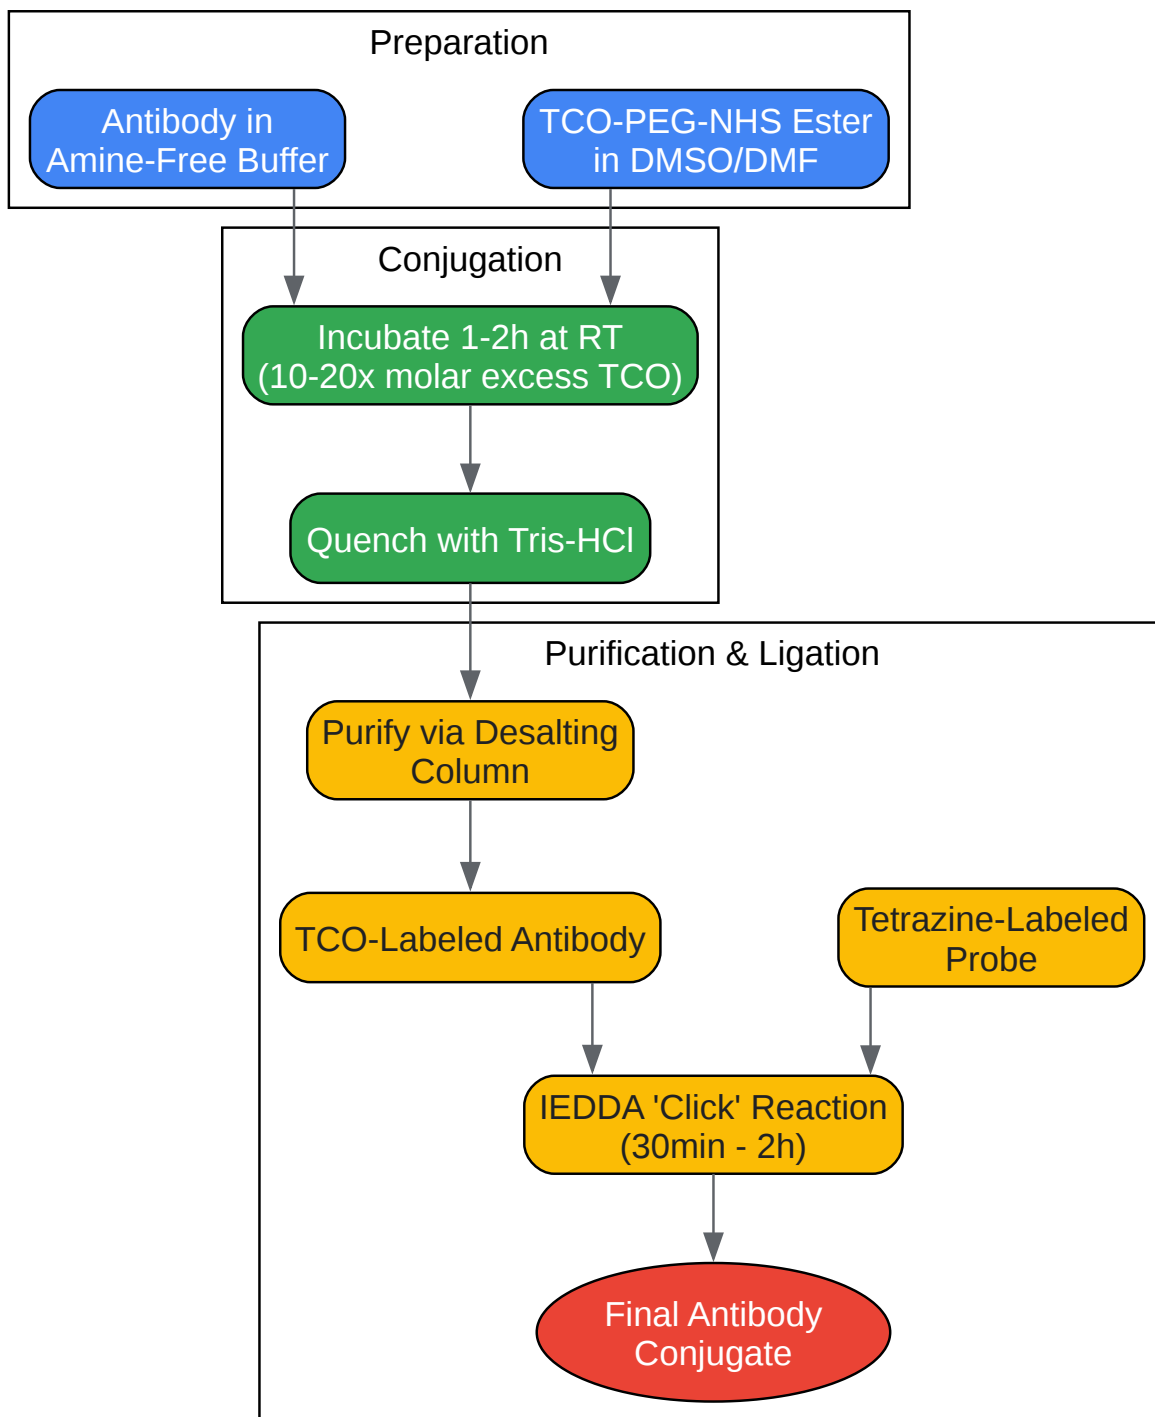 Preparation
Antibody in
Amine-Free Buffer
TCO-PEG-NHS Ester
in DMSO/DMF
Conjugation
Incubate 1-2h at RT
(10-20x molar excess TCO)
Quench with Tris-HCl
Purification & Ligation
Purify via Desalting
Column
TCO-Labeled Antibody
Tetrazine-Labeled
Probe
IEDDA 'Click' Reaction
(30min - 2h)
Final Antibody
Conjugate